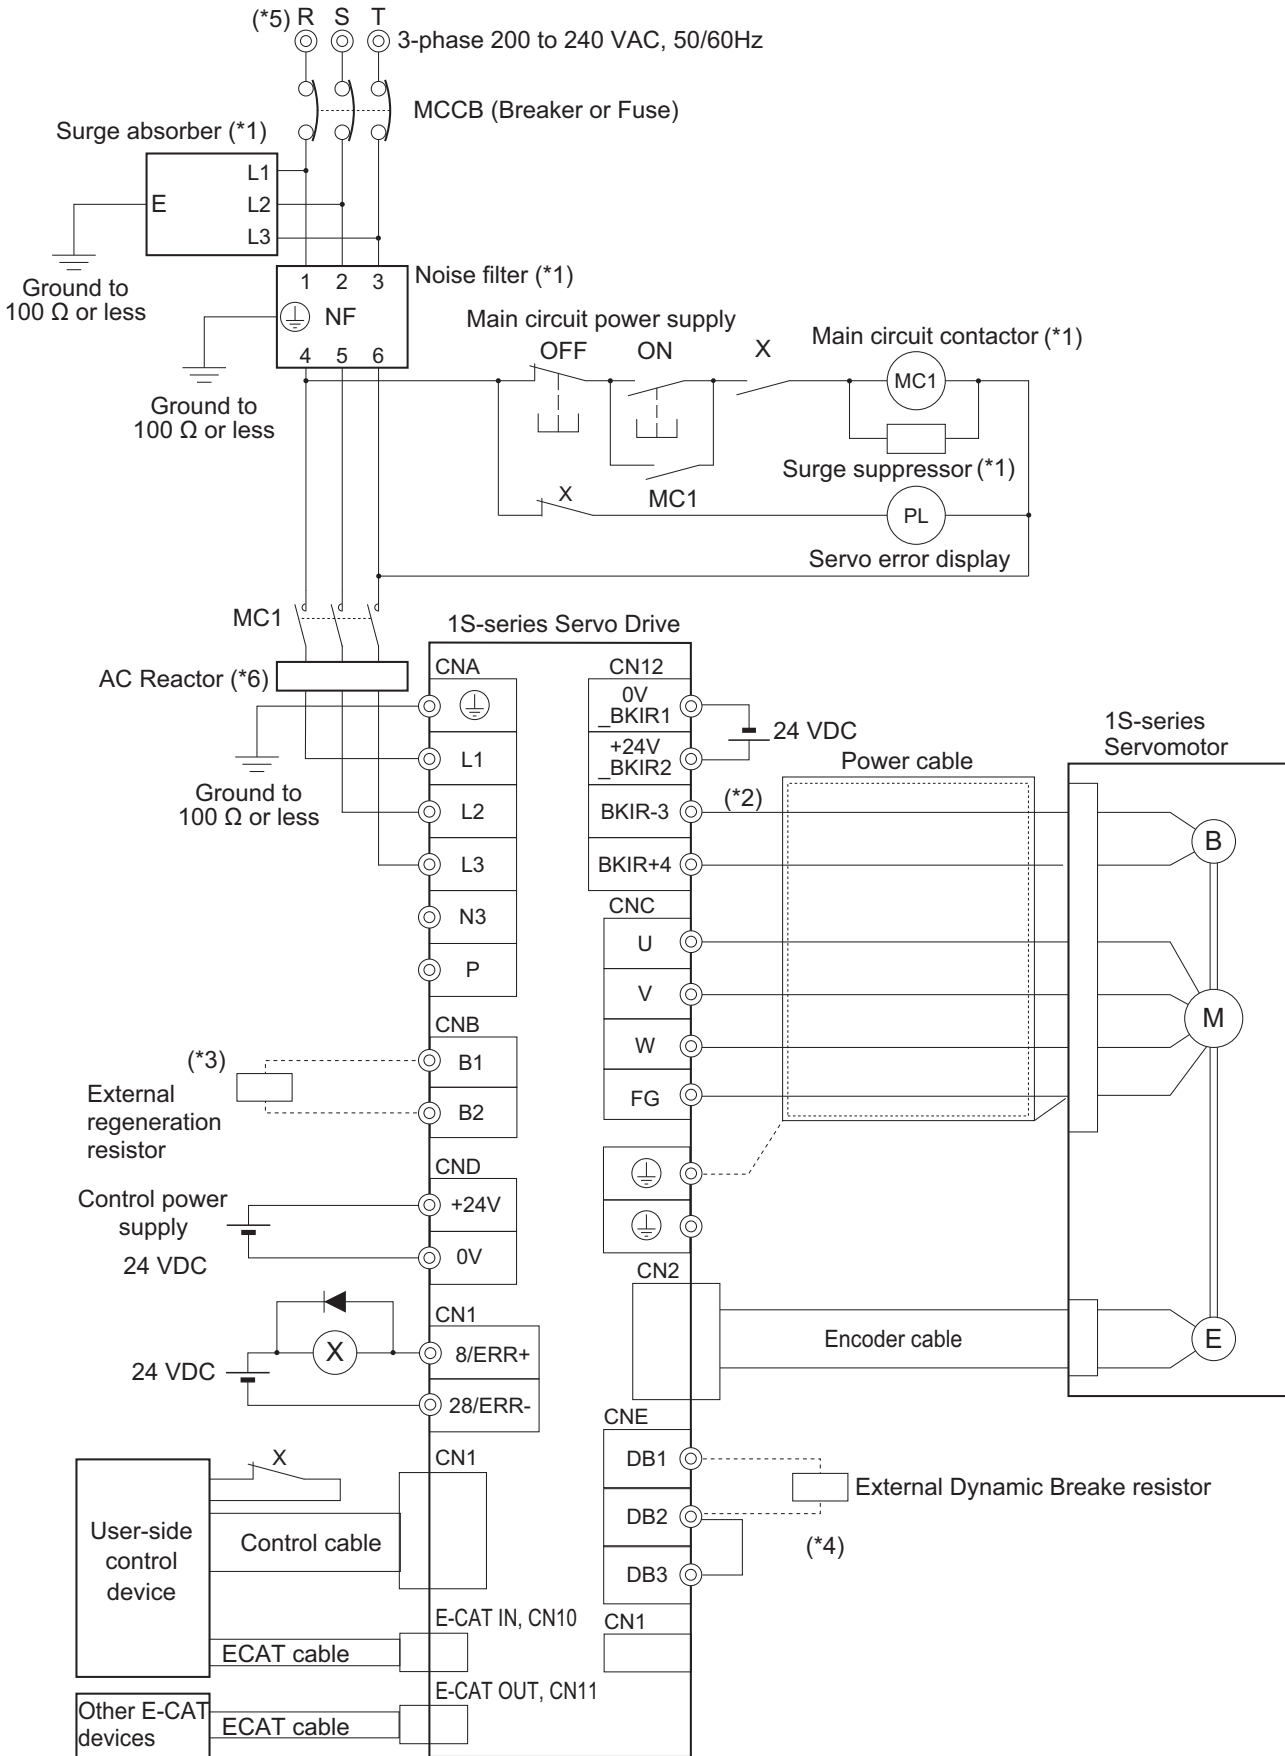 (*5) R S T
3-phase 200 to 240 VAC, 50/60Hz
MCCB (Breaker or Fuse)
Surge absorber (*1)
L1
E L2
L3
Ground to
100 Ω or less
1 2 3
Noise filter (*1)
NF
4 5 6
Ground to
100 Ω or less
Main circuit power supply
OFF ON X
Main circuit contactor (*1)
MC1
Surge suppressor (*1)
MC1
X
PL
Servo error display
MC1
AC Reactor (*6)
Ground to
100 Ω or less
1S-series Servo Drive
CNA
L1
L2
L3
N3
P
CNB
B1
B2
(*3)
External
regeneration
resistor
CND
+24V
0V
Control power
supply
24 VDC
CN1
8/ERR+
28/ERR-
X
24 VDC
CN1
X
User-side
control
device
Control cable
E-CAT IN, CN10
ECAT cable
E-CAT OUT, CN11
Other E-CAT
devices
ECAT cable
CN12
0V
_BKIR1
+24V
_BKIR2
BKIR-3
BKIR+4
24 VDC
(*2)
Power cable
1S-series
Servomotor
B
CNC
U
V
W
FG
M
CN2
Encoder cable
E
CNE
DB1
DB2
DB3
External Dynamic Breake resistor
(*4)
CN1